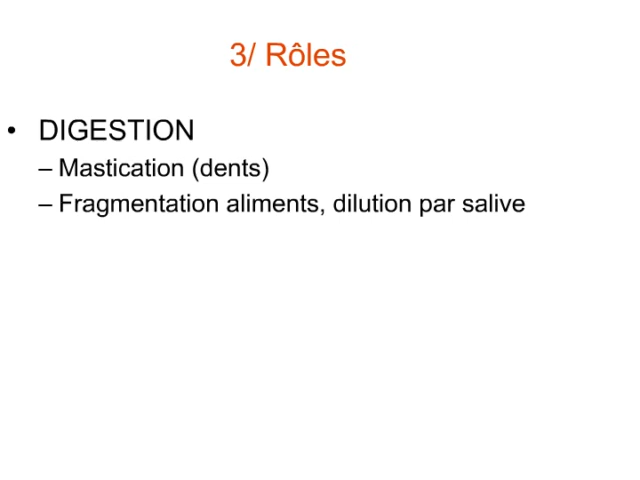 3/ Rôles
• DIGESTION
– Mastication (dents)
– Fragmentation aliments, dilution par salive